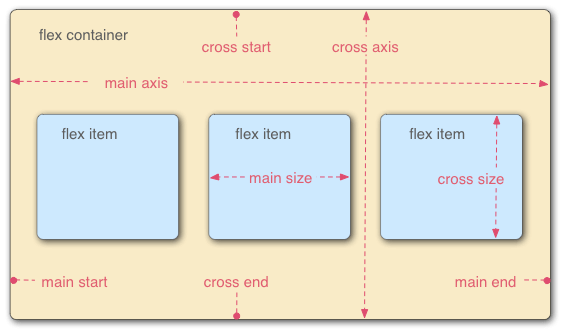 flex container
cross start
cross axis
main axis
flex item
flex item
flex item
main size
cross size
main start
cross end
main end